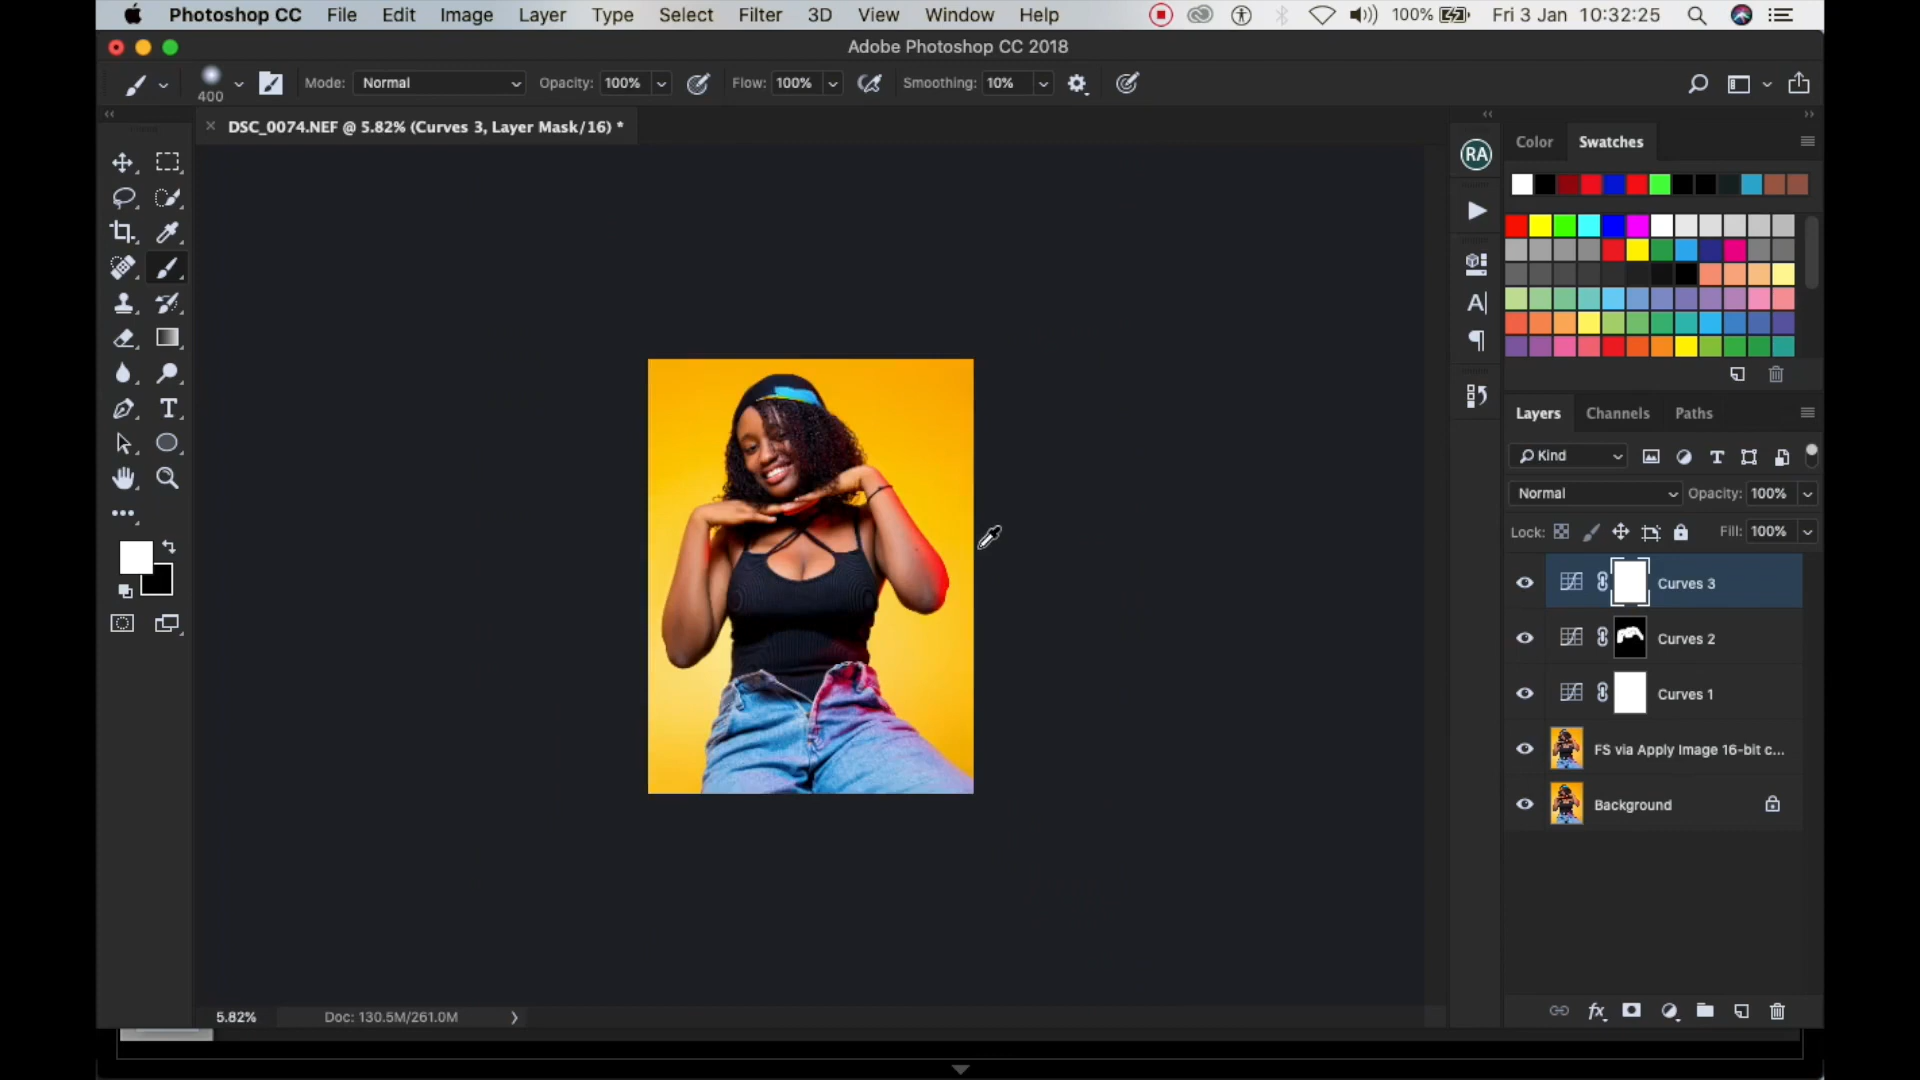 Photoshop CC File Edit Image Layer Type Select Filter 3D View Window Help 100% Fri 3 Jan 10:32:25
Adobe Photoshop CC 2018
400 Mode: Normal Opacity: 100% Flow: 100% Smoothing: 10%
× DSC_0074.NEF @ 5.82% (Curves 3, Layer Mask/16) *
RA
Color Swatches
A|
¶
T
Layers Channels Paths
Kind
T
Normal Opacity: 100%
Lock: Fill: 100%
Curves 3
Curves 2
Curves 1
FS via Apply Image 16-bit c...
Background
5.82% Doc: 130.5M/261.0M
fx